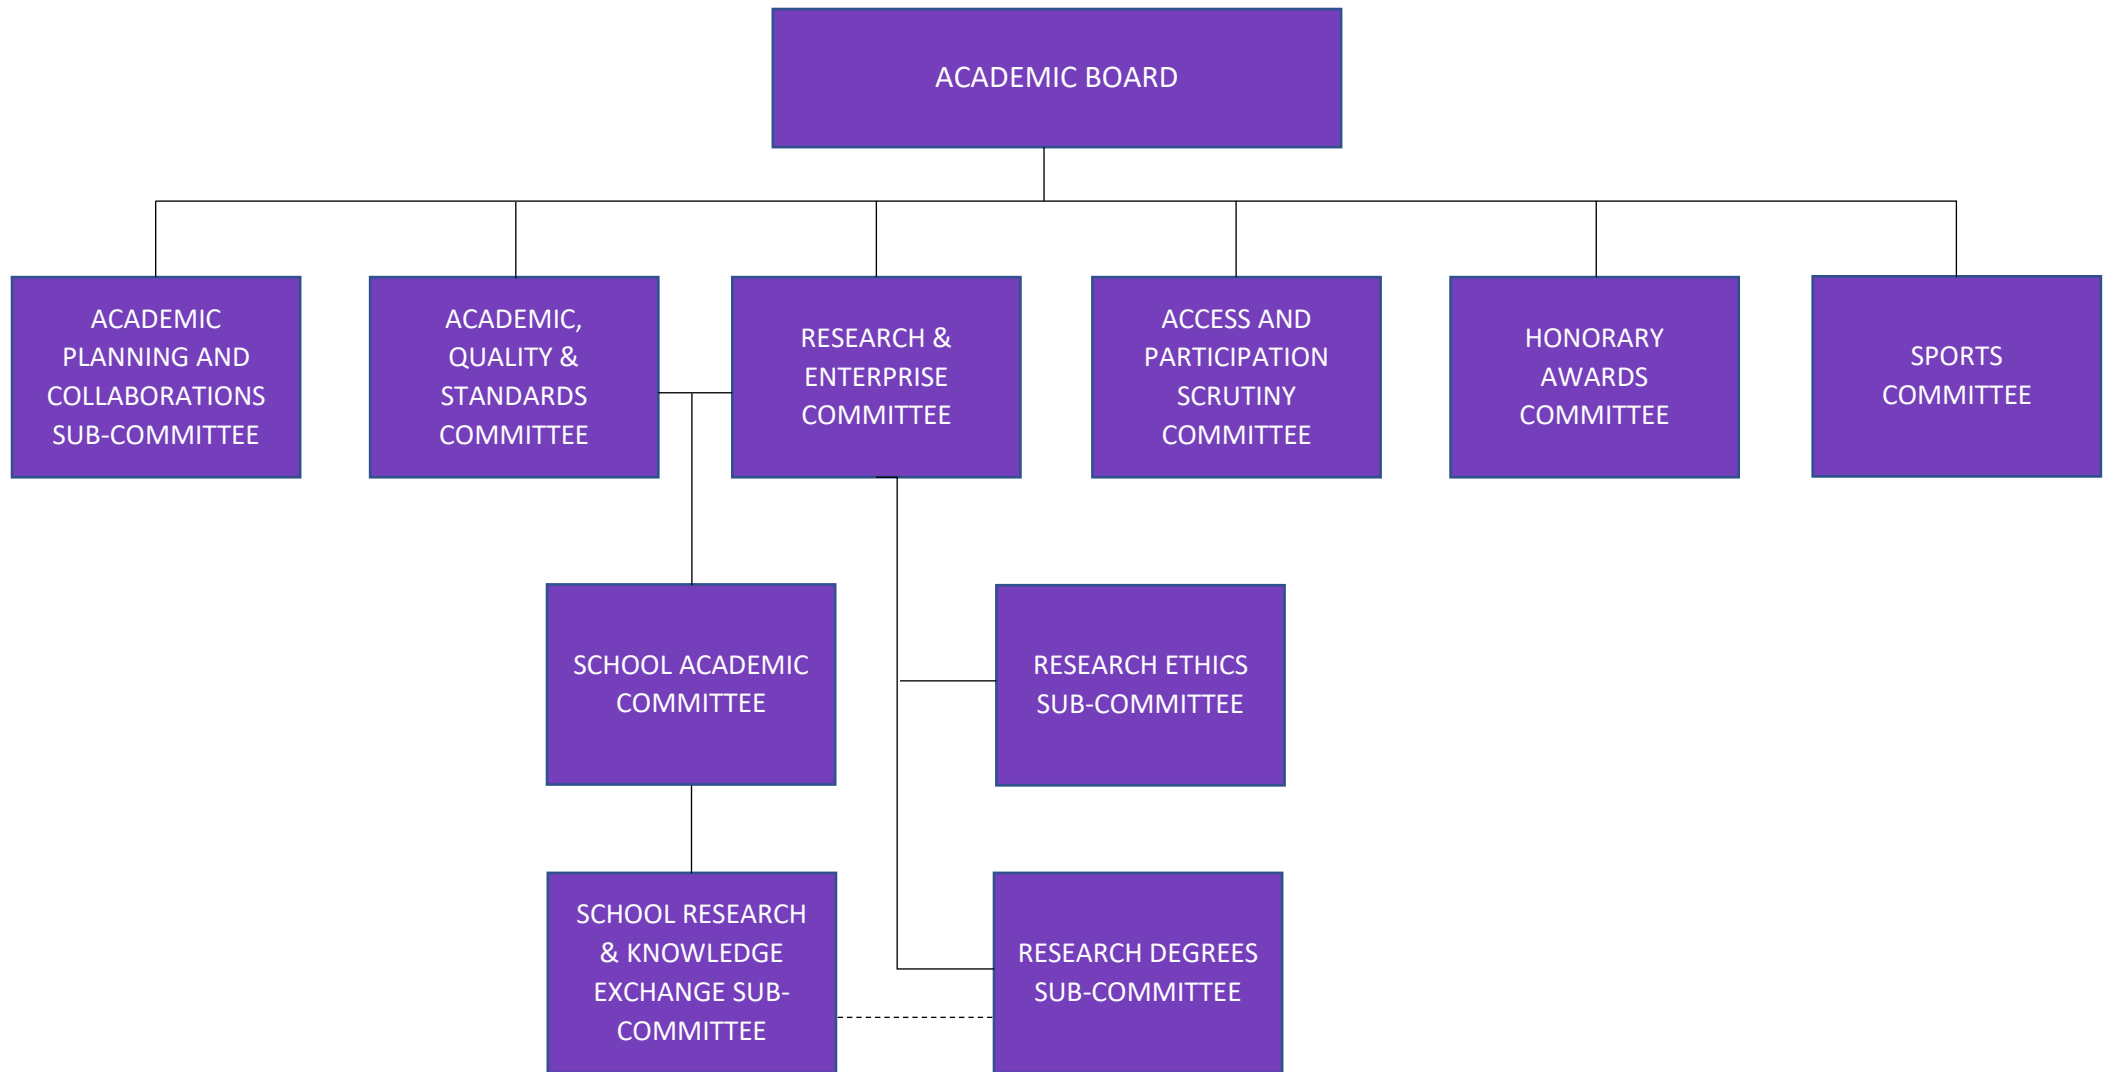 ACADEMIC BOARD
ACADEMIC
PLANNING AND
COLLABORATIONS
SUB-COMMITTEE
ACADEMIC,
QUALITY &
STANDARDS
COMMITTEE
RESEARCH &
ENTERPRISE
COMMITTEE
ACCESS AND
PARTICIPATION
SCRUTINY
COMMITTEE
HONORARY
AWARDS
COMMITTEE
SPORTS
COMMITTEE
SCHOOL ACADEMIC
COMMITTEE
RESEARCH ETHICS
SUB-COMMITTEE
SCHOOL RESEARCH
& KNOWLEDGE
EXCHANGE SUB-
COMMITTEE
RESEARCH DEGREES
SUB-COMMITTEE